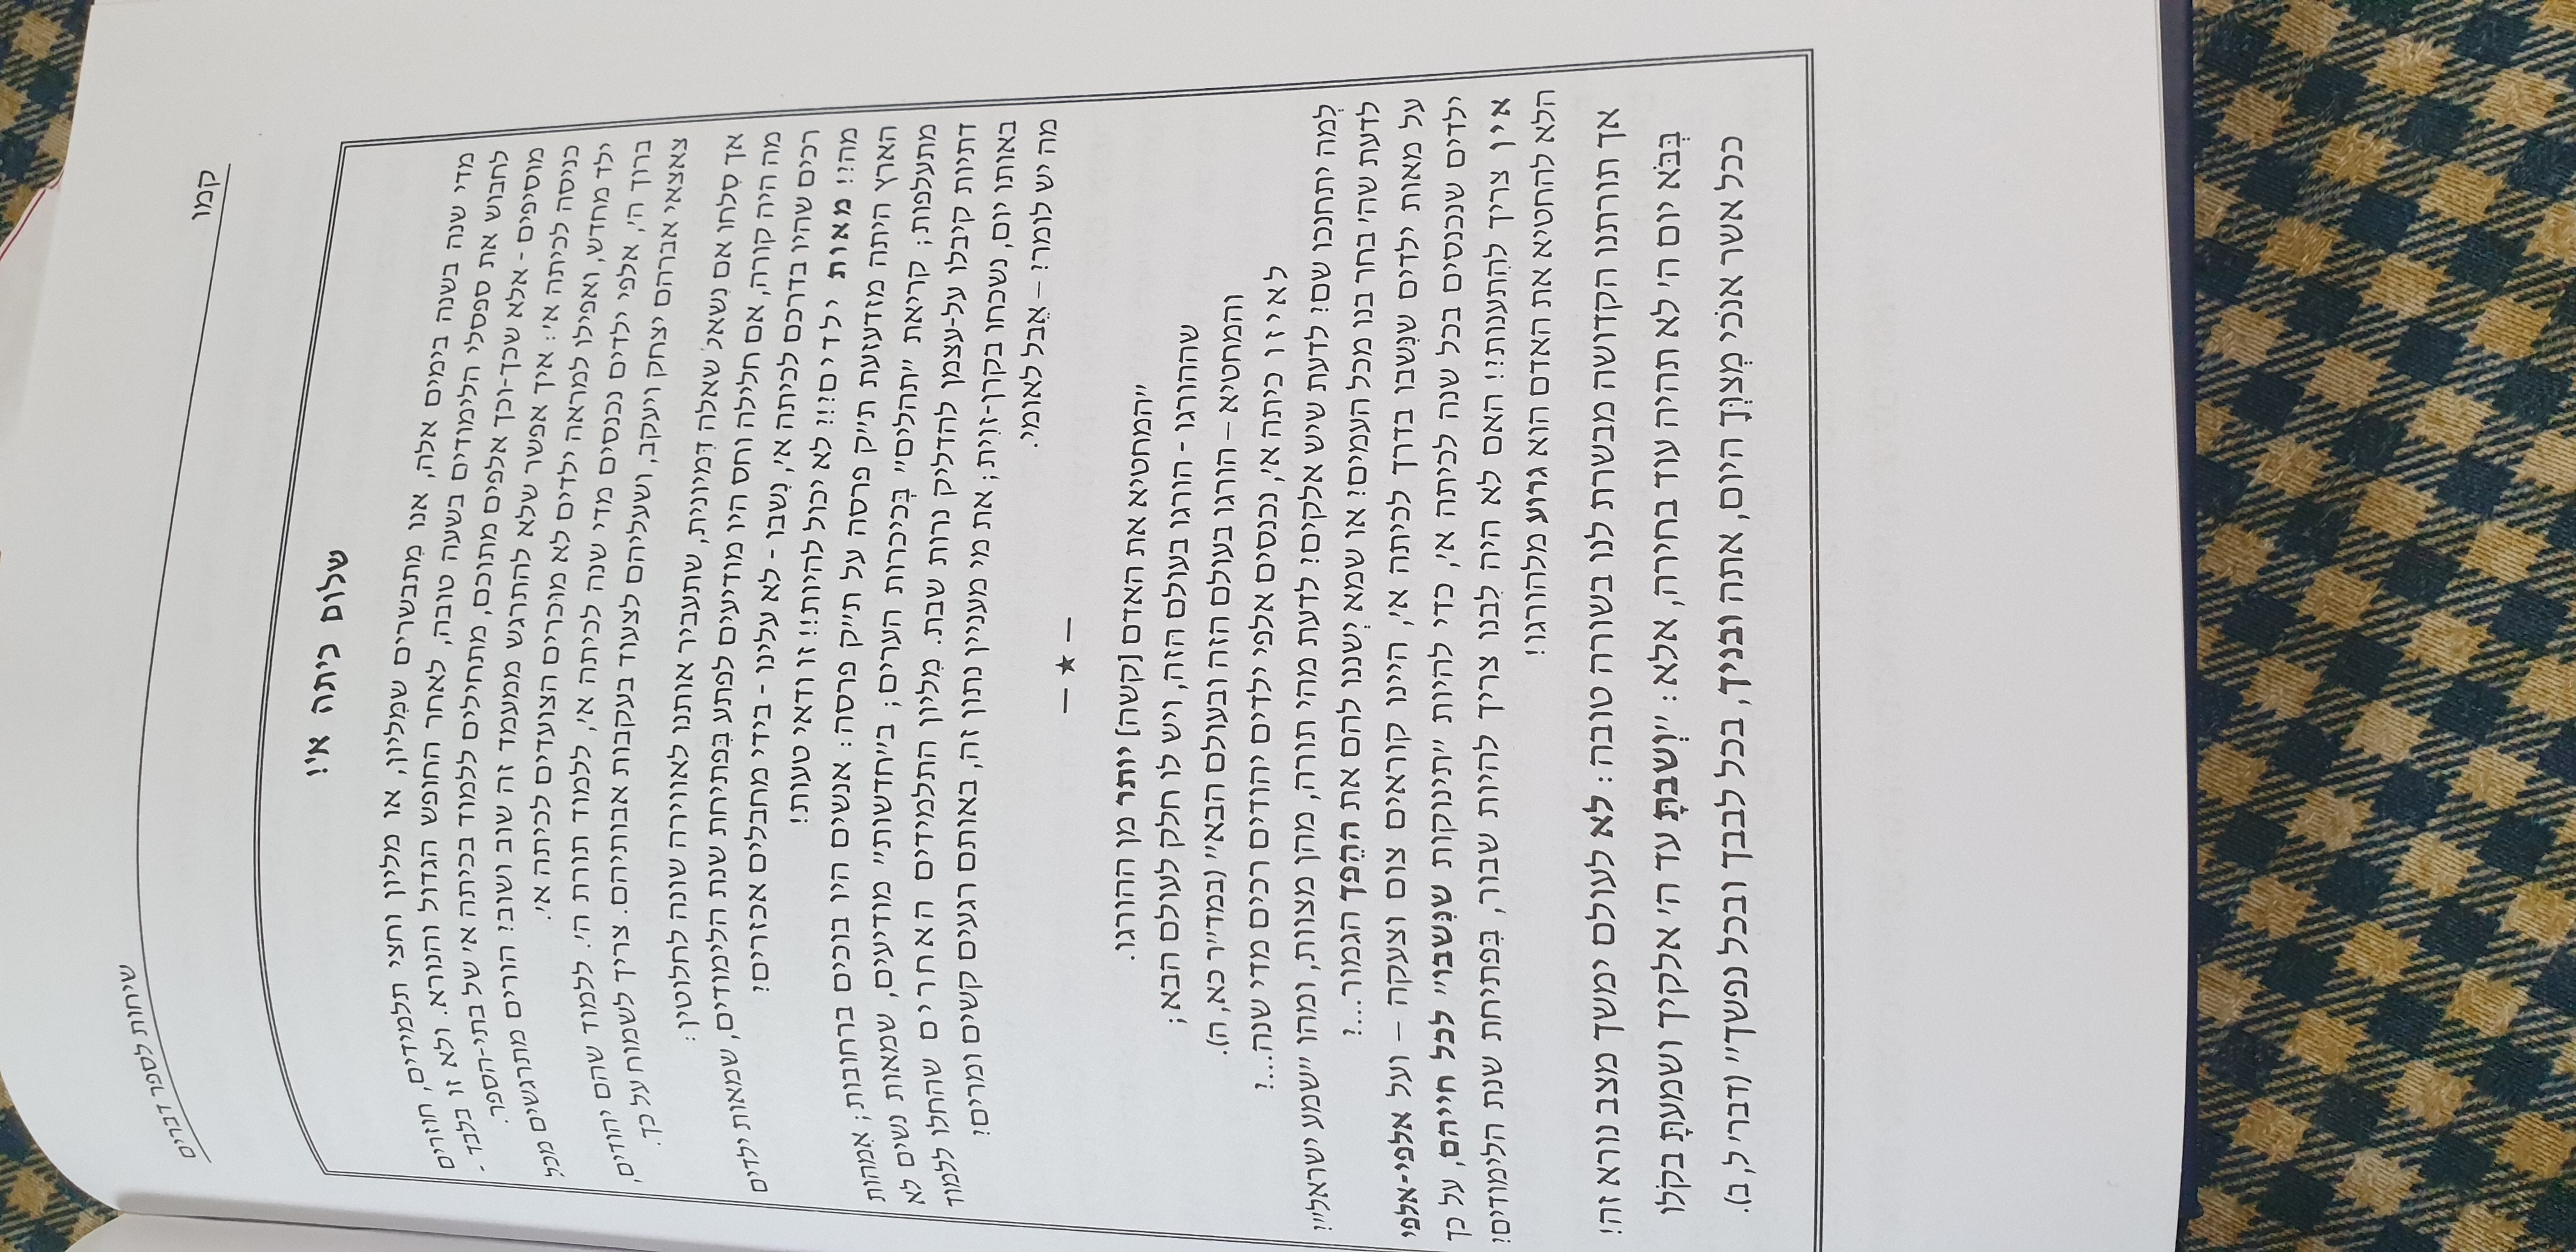 קמו
שיחות לספר דברים
שלום כיתה א'!
מדי שנה בשנה בימים אלה, אנו מִתבשרים שמִּליון, או מליון וחצי תלמידים, חוזרים
לחבוש את ספסלי הלימודים בשעה טובה, לאחר החופש הגדול והנורא. ולא זו בלבד -
מוסיפים - אלא שכך-וכך אלפים מתוכם, מתחילים ללמוד בכיתה א' של בתי-הספר.
כניסה לכיתה א': איך אפשר שלא להתרגש ממעמד זה שוב ושוב? הורים מתרגשים מכל
ילד מחדש, ואפילו למראה ילדים לא מוכרים הצועדים לכיתה א'.
ברוך ה', אלפי ילדים נכנסים מדי שנה לכיתה א', ללמוד תורת ה'. ללמוד שהם יהודים,
צאצאי אברהם יצחק ויעקב, ושעליהם לצעוד בעקבות אבותיהם. צריך לשמוח על כך.
אך סִלחו אם נִשאל שאלה דִּמיונית, שתעביר אותנו לאווירה שונה לחלוטין:
מה היה קורה, אם חלילה וחס היו מודיעים לפתע בִּפתיחת שנת הלימודים, שמאות ילדים
רכים שהיו בדרכם לכיתה א', נִשבו - לא עלינו - בידי מחבלים אכזרים?
מה?! מאות ילדים?!? לא יכול להיות!! זו ודאי טעות!
הארץ היתה מזדעזעת ת"ק פרסה על ת"ק פרסה: אנשים היו בוכים ברחובות; אִמהות
מתעלפות; קריאת "תהלים" בְּכיכרות הערים; ב"חדשות" מודיעים, שמאות נשים לא
דתיות קיבלו על-עצמן להדליק נרות שבת. מִליון התלמידים האחרים שהחלו ללמוד
באותו יום, נשכחו בקרן-זוִית; את מי מעניין נתון זה, באותם רגעים קשים ומרים?
מה יש לומר? – אֵבל לאומי.
— ★ —
"המחטיא את האדם [קשה] יותר מן ההורגו.
שההורגו - הורגו בעולם הזה, ויש לו חלק לעולם הבא;
והמחטיא – הורגו בעולם הזה ובעולם הבא" (במד"ר כא, ה).
לאיזו כיתה א', נכנסים אלפי ילדים יהודים רכים מדי שנה...?
לְמה יתחנכו שם? לדעת שיש אלקים? לדעת מהי תורה, מהן מצוות, ומהו "שמע ישראל"?
לדעת שה' בחר בנו מכל העמים? או שמא יְשננו להם את ההֵפך הגמור...?
על מאות ילדים שנִּשבו בדרך לכיתה א', היינו קוראים צום וצעקה – ועל אלפי-אלפי
ילדים שנכנסים בכל שנה לכיתה א', כדי להיות "תינוקות שנִּשבו" לכל חייהם, על כך
אין צריך להִתענות?! האם לא היה לִבנו צריך להיות שבור, בִּפתיחת שנת הלימודים?
הלא להחטיא את האדם הוא גרוע מלהורגו!
אך תורתנו הקדושה מבשרת לנו בשורה טובה: לא לעולם ימשך מצב נורא זה!
בְּבֹא יום ה' לא תהיה עוד בחירה, אלא: "וְשבתָּ עד ה' אלקיך ושמעתָּ בקֹלו
ככל אשר אנֹכי מְצוְּךָ היום, אתה ובניך, בכל לבבך ובכל נפשך" (דבר' ל, ב).